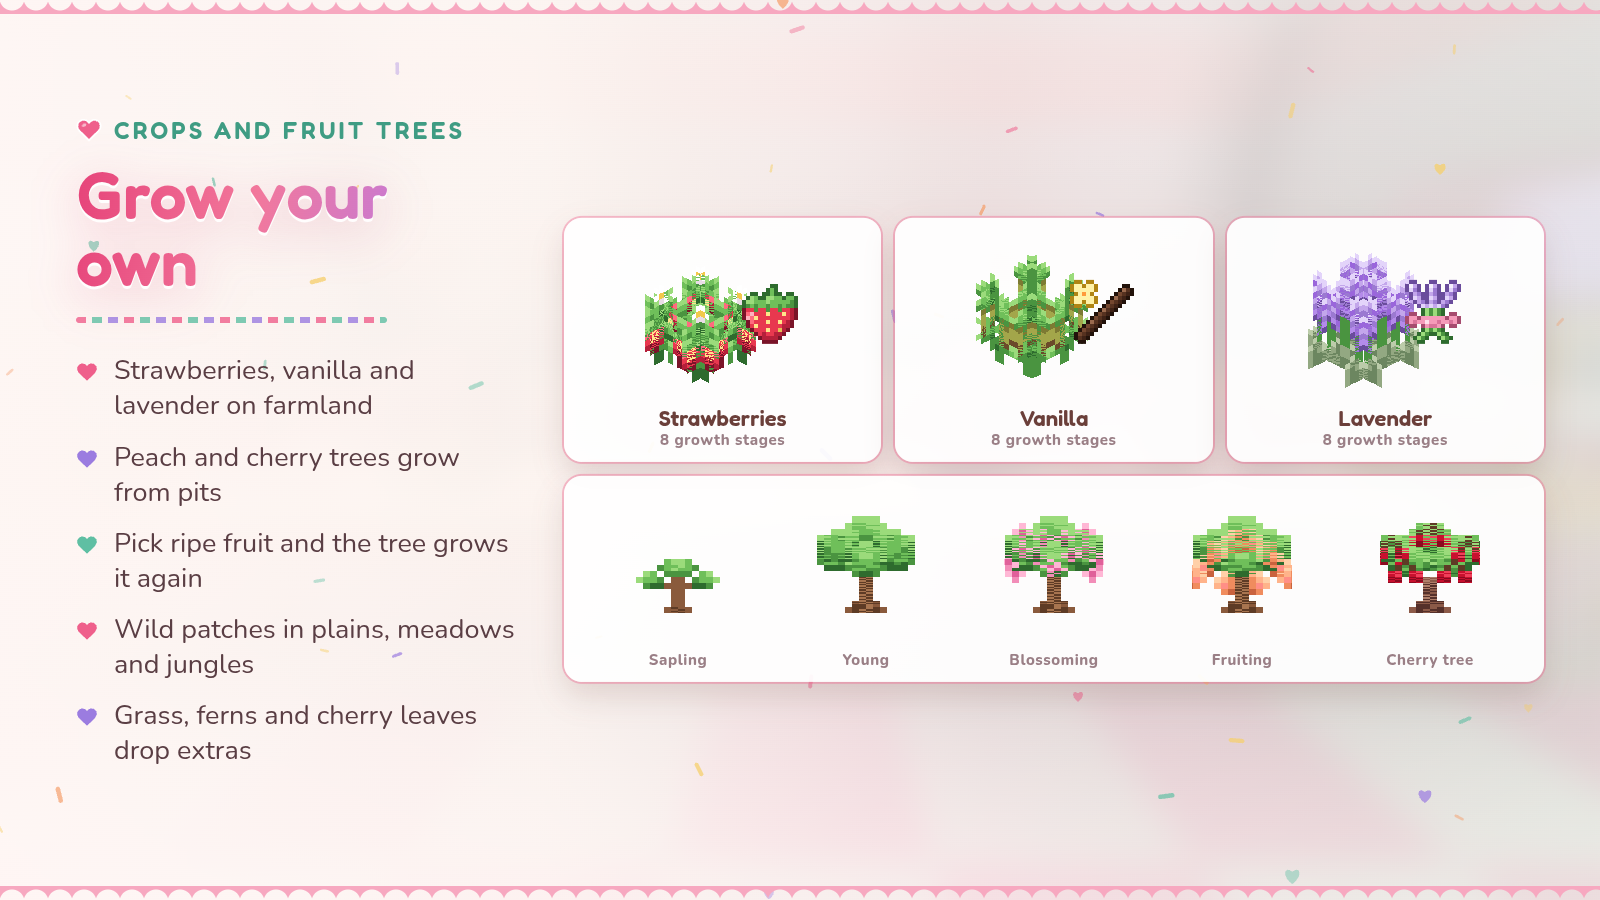 CROPS AND FRUIT TREES
Grow your
own
Strawberries, vanilla and
lavender on farmland
Peach and cherry trees grow
from pits
Pick ripe fruit and the tree grows
it again
Wild patches in plains, meadows
and jungles
Grass, ferns and cherry leaves
drop extras
Strawberries
8 growth stages
Vanilla
8 growth stages
Lavender
8 growth stages
Sapling
Young
Blossoming
Fruiting
Cherry tree